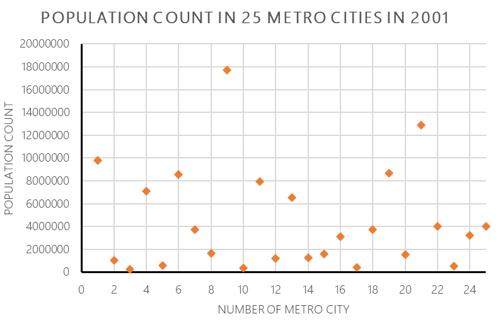 POPULATION COUNT IN 25 METRO CITIES IN 2001
20000000
18000000
16000000
14000000
12000000
10000000
8000000
6000000
4000000
2000000
0
POPULATION COUNT
0 2 4 6 8 10 12 14 16 18 20 22 24
NUMBER OF METRO CITY